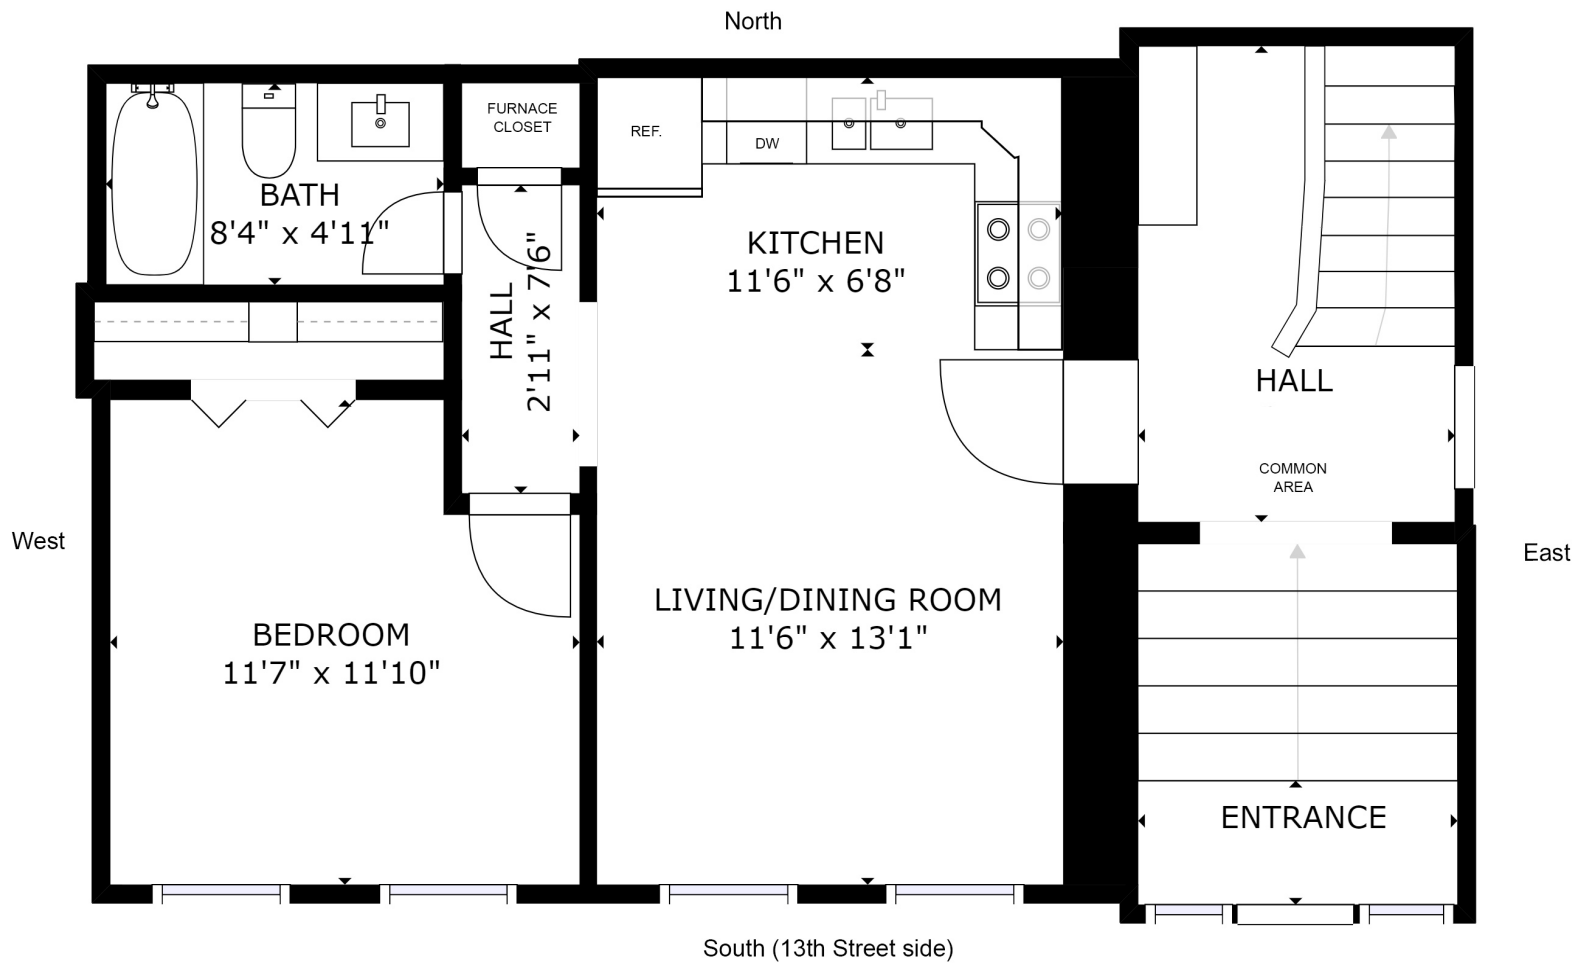 North
FURNACE
CLOSET
REF.
DW
BATH
8'4" x 4'11"
KITCHEN
11'6" x 6'8"
HALL
2'11" x 7'6"
HALL
COMMON
AREA
West
East
LIVING/DINING ROOM
11'6" x 13'1"
BEDROOM
11'7" x 11'10"
ENTRANCE
South (13th Street side)